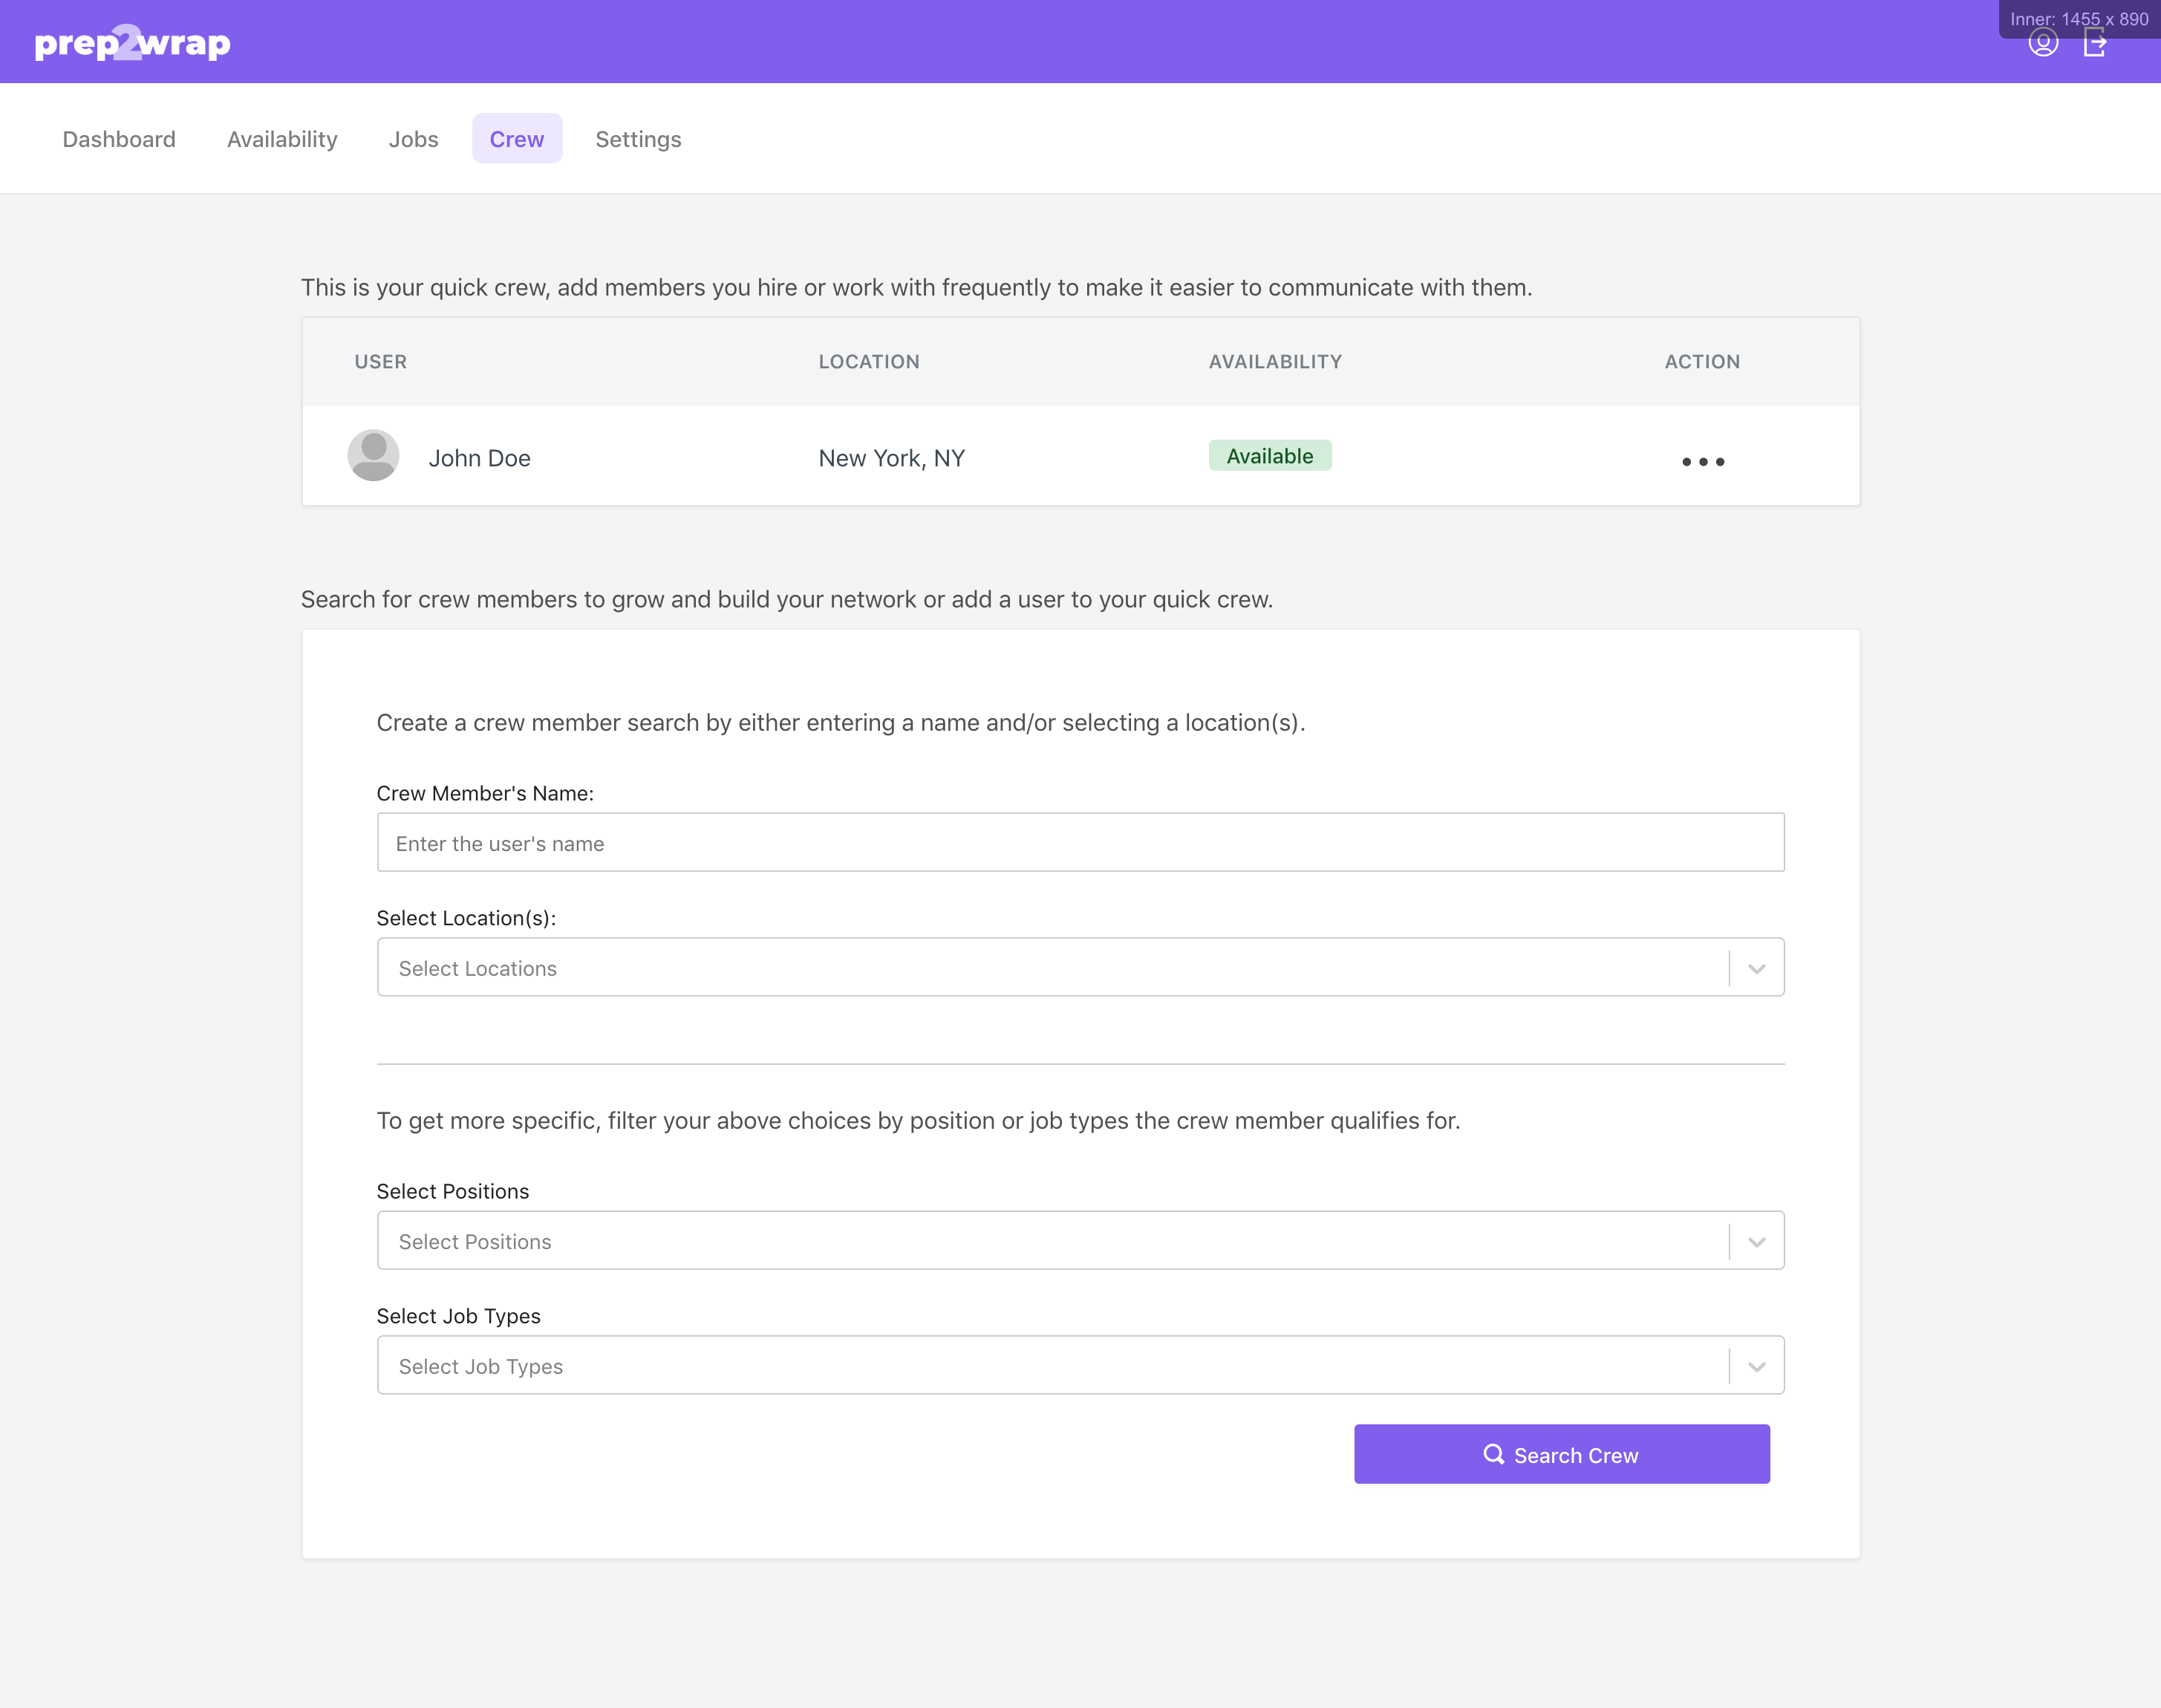 Inner: 1455 x 890
prep2wrap
Dashboard Availability Jobs Crew Settings
This is your quick crew, add members you hire or work with frequently to make it easier to communicate with them.
USER LOCATION AVAILABILITY ACTION
John Doe New York, NY Available
Search for crew members to grow and build your network or add a user to your quick crew.
Create a crew member search by either entering a name and/or selecting a location(s).
Crew Member's Name:
Enter the user's name
Select Location(s):
Select Locations
To get more specific, filter your above choices by position or job types the crew member qualifies for.
Select Positions
Select Positions
Select Job Types
Select Job Types
Search Crew